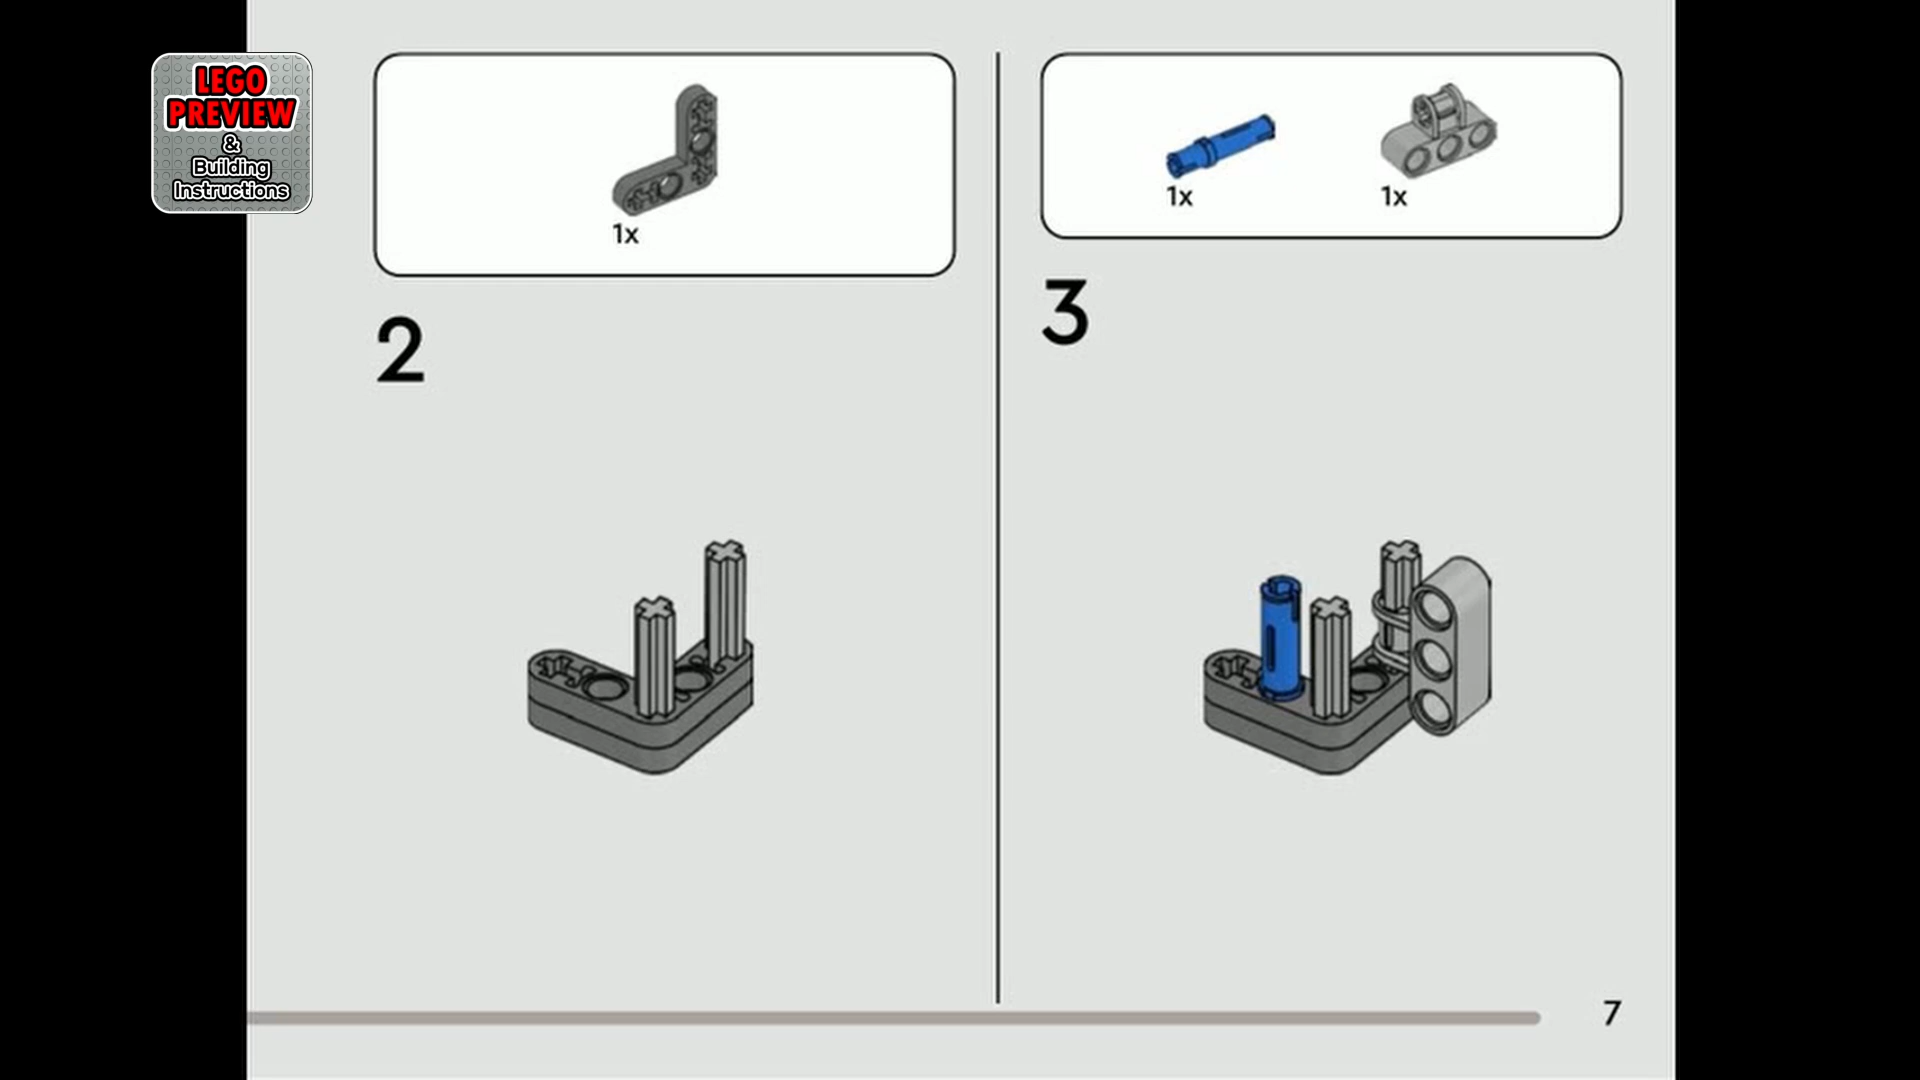 LEGO
PREVIEW
&
Building
Instructions
1x
2
1x
1x
3
7